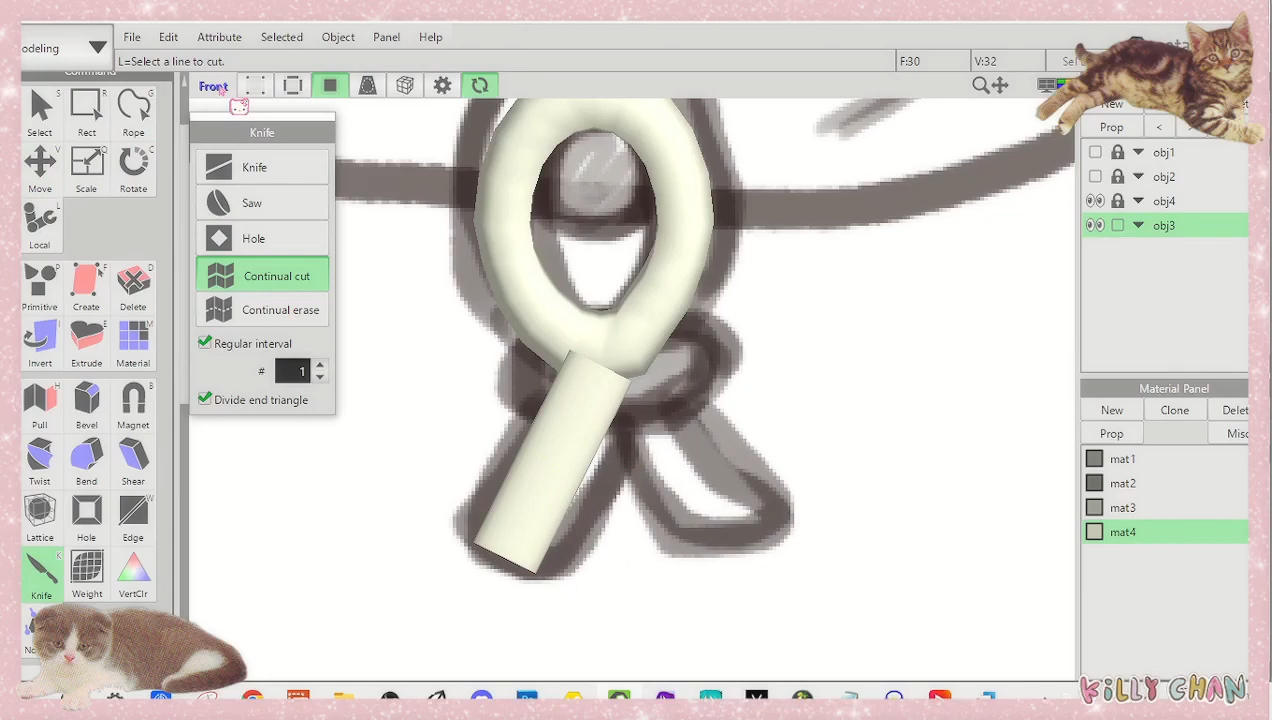 odeling
File Edit Attribute Selected Object Panel Help
L=Select a line to cut.
F:30
V:32
Front
Command
Select S
Rect R
Rope G
Move V
Scale Q
Rotate C
Local L
Primitive P
Create F
Delete D
Invert I
Extrude E
Material M
Pull H
Bevel
Magnet B
Twist
Bend
Shear
Lattice
Hole
Edge W
Knife K
Weight
VertClr
Knife
Knife
Saw
Hole
Continual cut
Continual erase
Regular interval
# 1
Divide end triangle
New
Prop <
obj1
obj2
obj4
obj3
Material Panel
New Clone Delet
Prop Misc
mat1
mat2
mat3
mat4
KiLLY CHAN